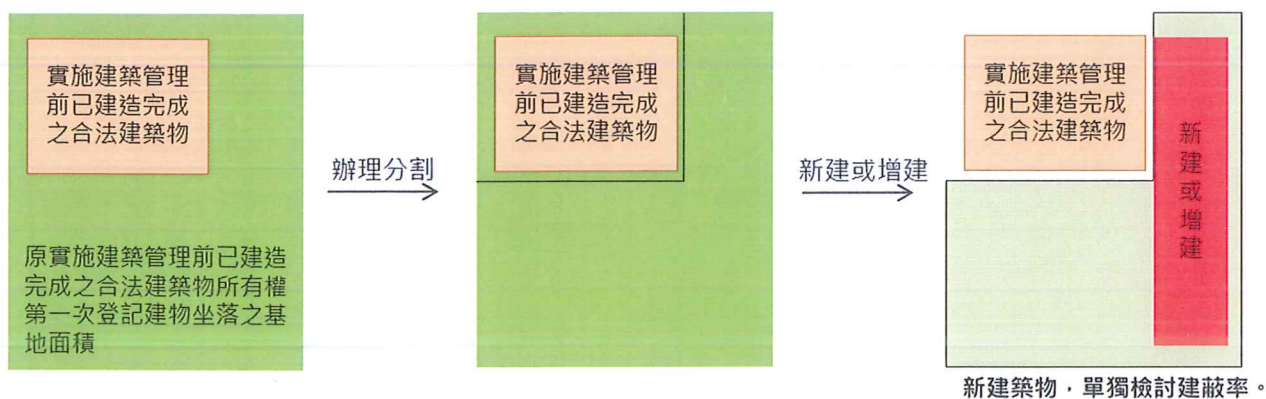 實施建築管理
前已建造完成
之合法建築物
原實施建築管理前已建造
完成之合法建築物所有權
第一次登記建物坐落之基
地面積
辦理分割
實施建築管理
前已建造完成
之合法建築物
新建或增建
實施建築管理
前已建造完成
之合法建築物
新建或增建
新建築物，單獨檢討建蔽率。